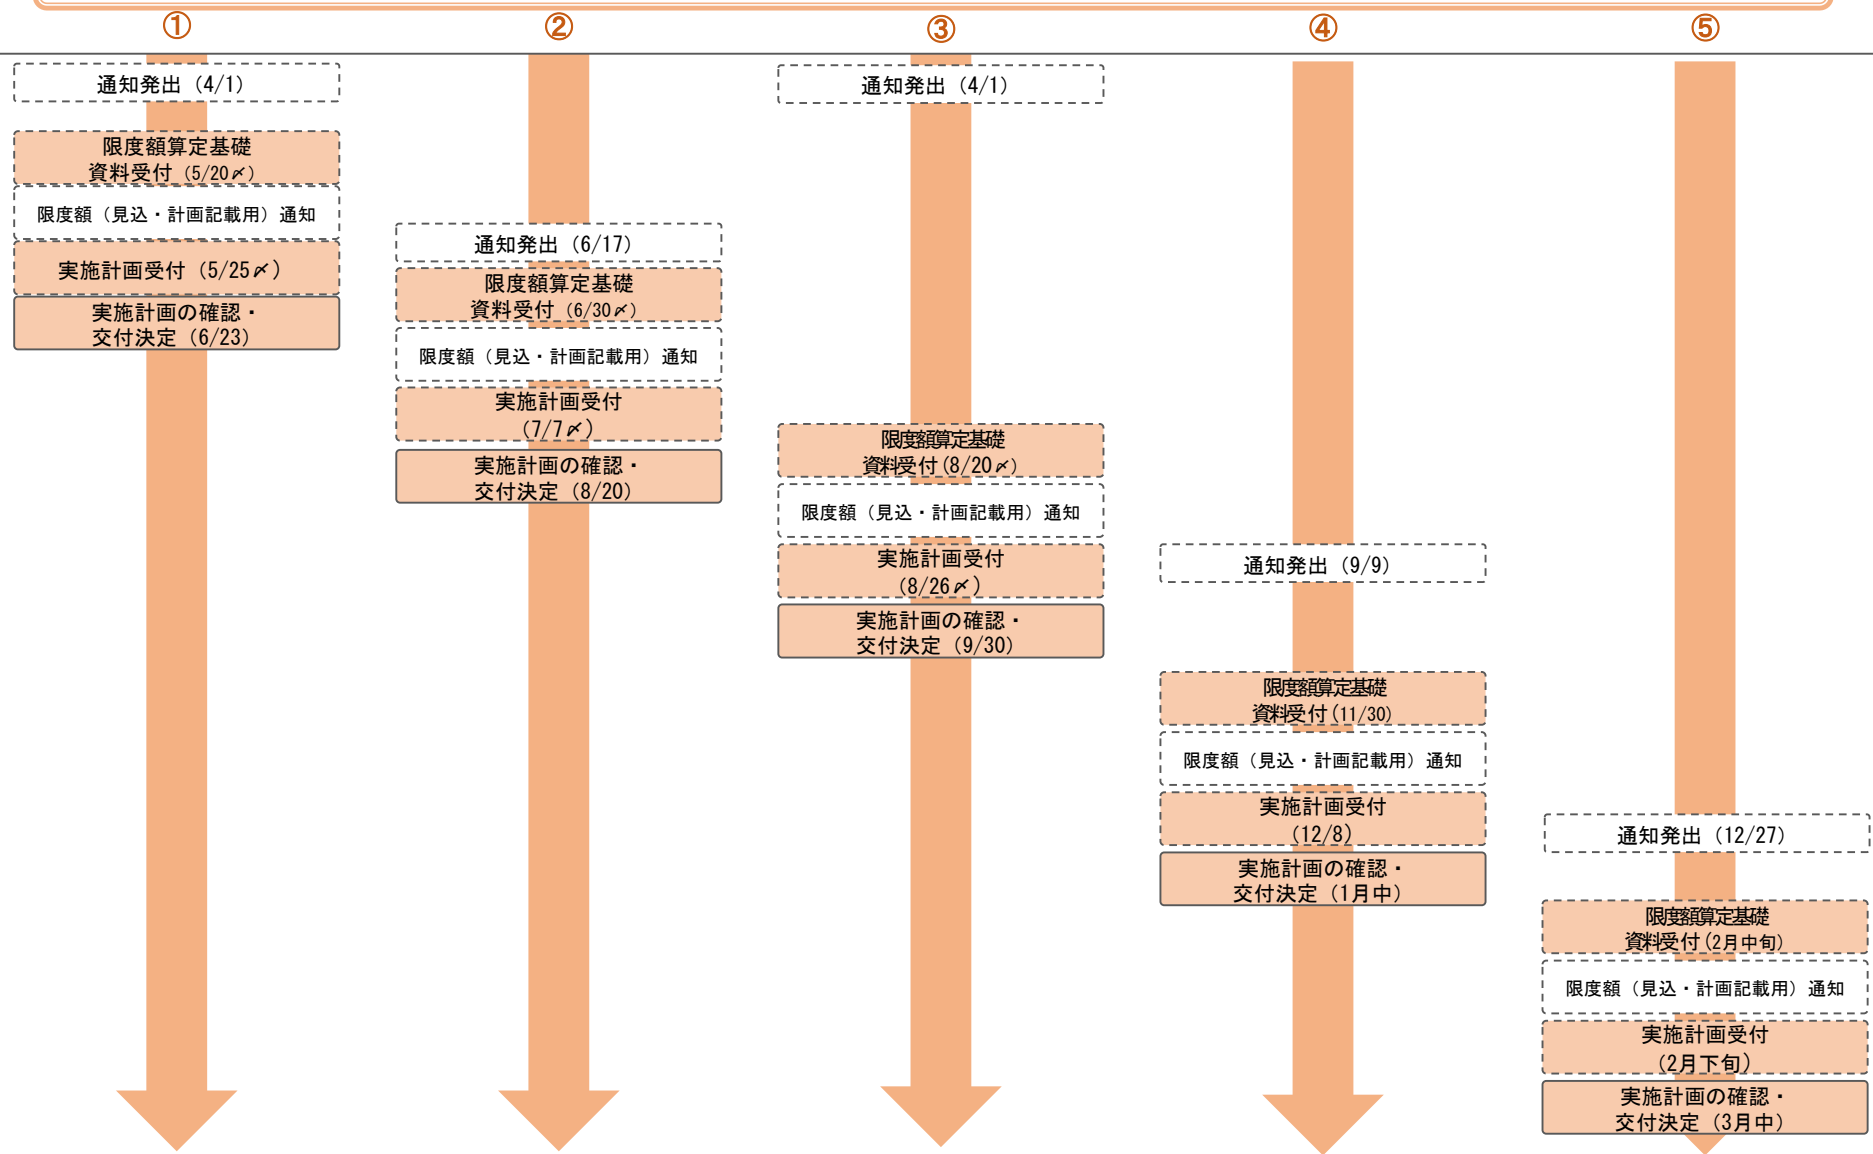 ①
②
③
④
⑤
通知発出（4/1）
限度額算定基礎
資料受付（5/20〆）
限度額（見込・計画記載用）通知
実施計画受付（5/25〆）
実施計画の確認・
交付決定（6/23）
通知発出（6/17）
限度額算定基礎
資料受付（6/30〆）
限度額（見込・計画記載用）通知
実施計画受付
（7/7〆）
実施計画の確認・
交付決定（8/20）
通知発出（4/1）
限度額算定基礎
資料受付（8/20〆）
限度額（見込・計画記載用）通知
実施計画受付
（8/26〆）
実施計画の確認・
交付決定（9/30）
通知発出（9/9）
限度額算定基礎
資料受付（11/30）
限度額（見込・計画記載用）通知
実施計画受付
（12/8）
実施計画の確認・
交付決定（1月中）
通知発出（12/27）
限度額算定基礎
資料受付（2月中旬）
限度額（見込・計画記載用）通知
実施計画受付
（2月下旬）
実施計画の確認・
交付決定（3月中）